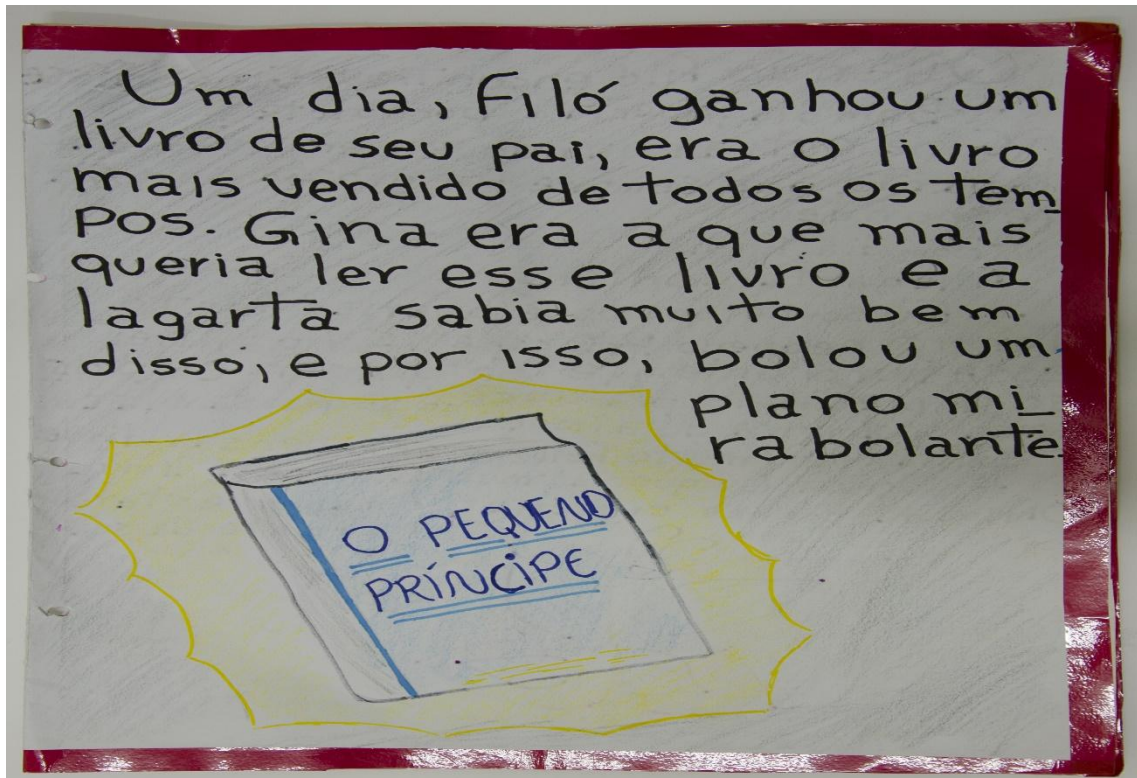 Um dia, Filó ganhou um
livro de seu pai, era o livro
mais vendido de todos os tem_
pos. Gina era a que mais
queria ler esse livro e a
lagarta sabia muito bem
disso, e por isso, bolou um
plano mi_
rabolante.
O PEQUENO
PRÍNCIPE